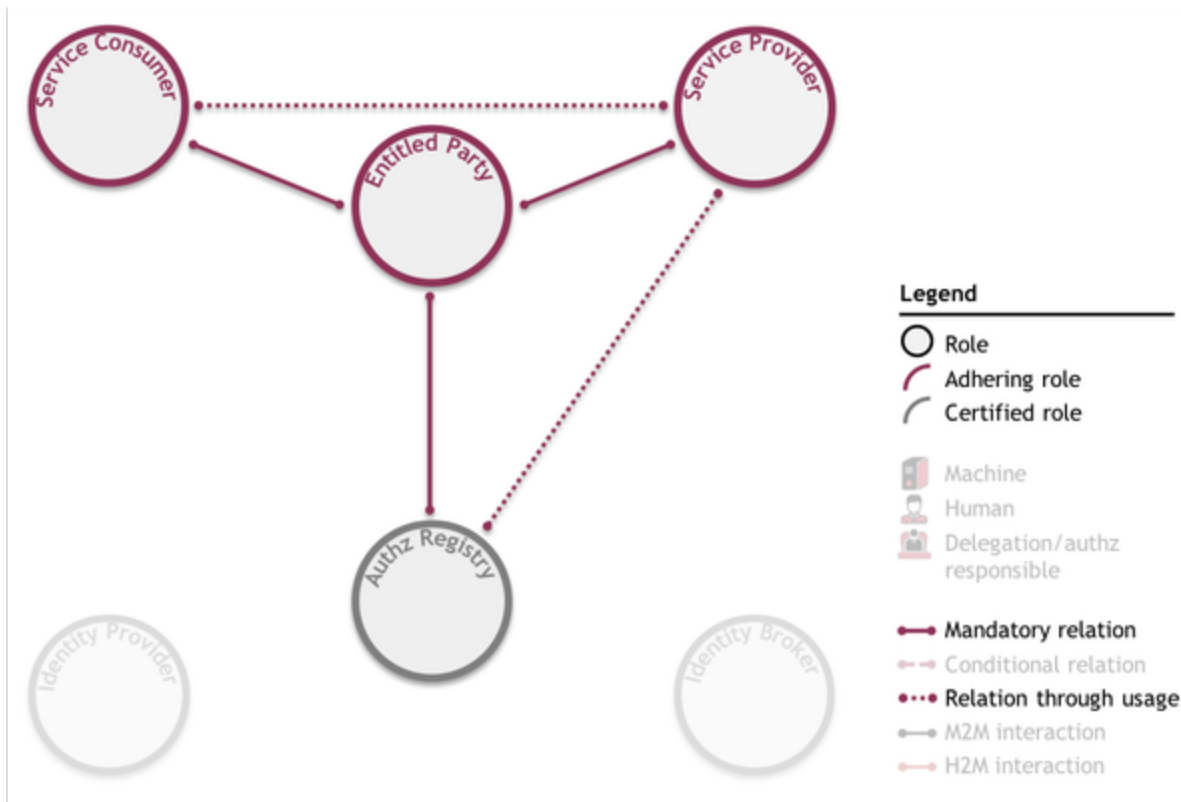 Service Consumer
Service Provider
Entitled Party
Authz Registry
Identity Provider
Identity Broker
Legend
Role
Adhering role
Certified role
Machine
Human
Delegation/authz
responsible
Mandatory relation
Conditional relation
Relation through usage
M2M interaction
H2M interaction